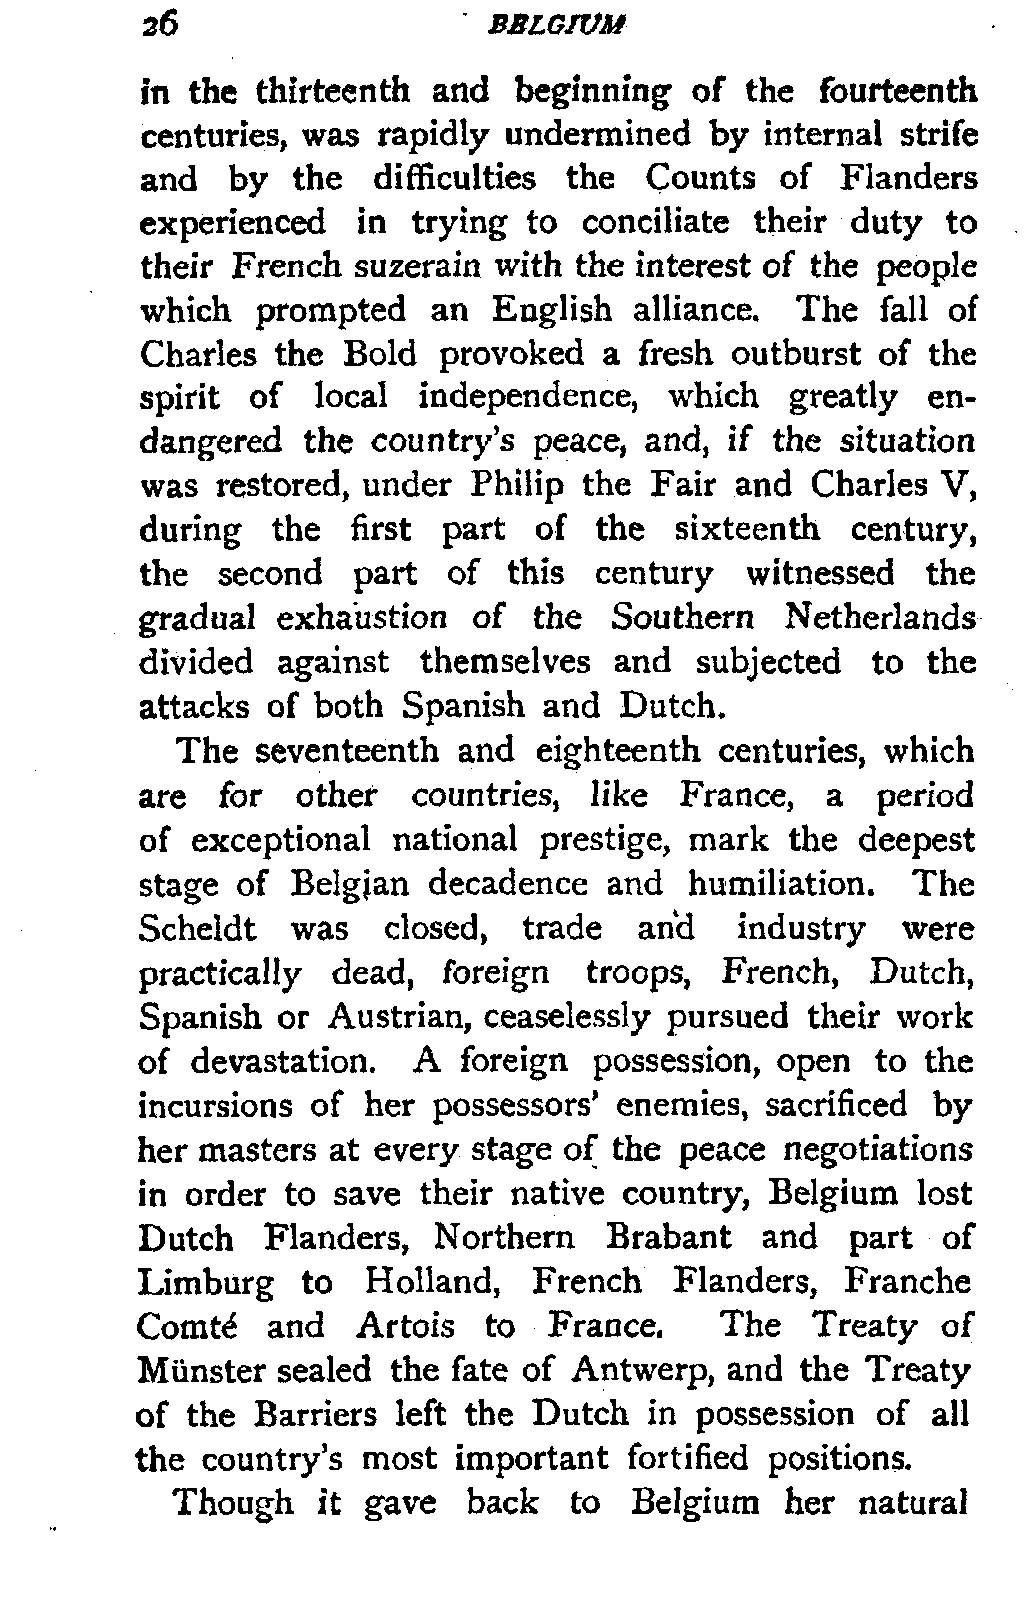 26 BELGIUM
in the thirteenth and beginning of the fourteenth
centuries, was rapidly undermined by internal strife
and by the difficulties the Counts of Flanders
experienced in trying to conciliate their duty to
their French suzerain with the interest of the people
which prompted an English alliance. The fall of
Charles the Bold provoked a fresh outburst of the
spirit of local independence, which greatly en-
dangered the country's peace, and, if the situation
was restored, under Philip the Fair and Charles V,
during the first part of the sixteenth century,
the second part of this century witnessed the
gradual exhaustion of the Southern Netherlands
divided against themselves and subjected to the
attacks of both Spanish and Dutch.
The seventeenth and eighteenth centuries, which
are for other countries, like France, a period
of exceptional national prestige, mark the deepest
stage of Belgian decadence and humiliation. The
Scheldt was closed, trade and industry were
practically dead, foreign troops, French, Dutch,
Spanish or Austrian, ceaselessly pursued their work
of devastation. A foreign possession, open to the
incursions of her possessors' enemies, sacrificed by
her masters at every stage of the peace negotiations
in order to save their native country, Belgium lost
Dutch Flanders, Northern Brabant and part of
Limburg to Holland, French Flanders, Franche
Comté and Artois to France. The Treaty of
Münster sealed the fate of Antwerp, and the Treaty
of the Barriers left the Dutch in possession of all
the country's most important fortified positions.
Though it gave back to Belgium her natural